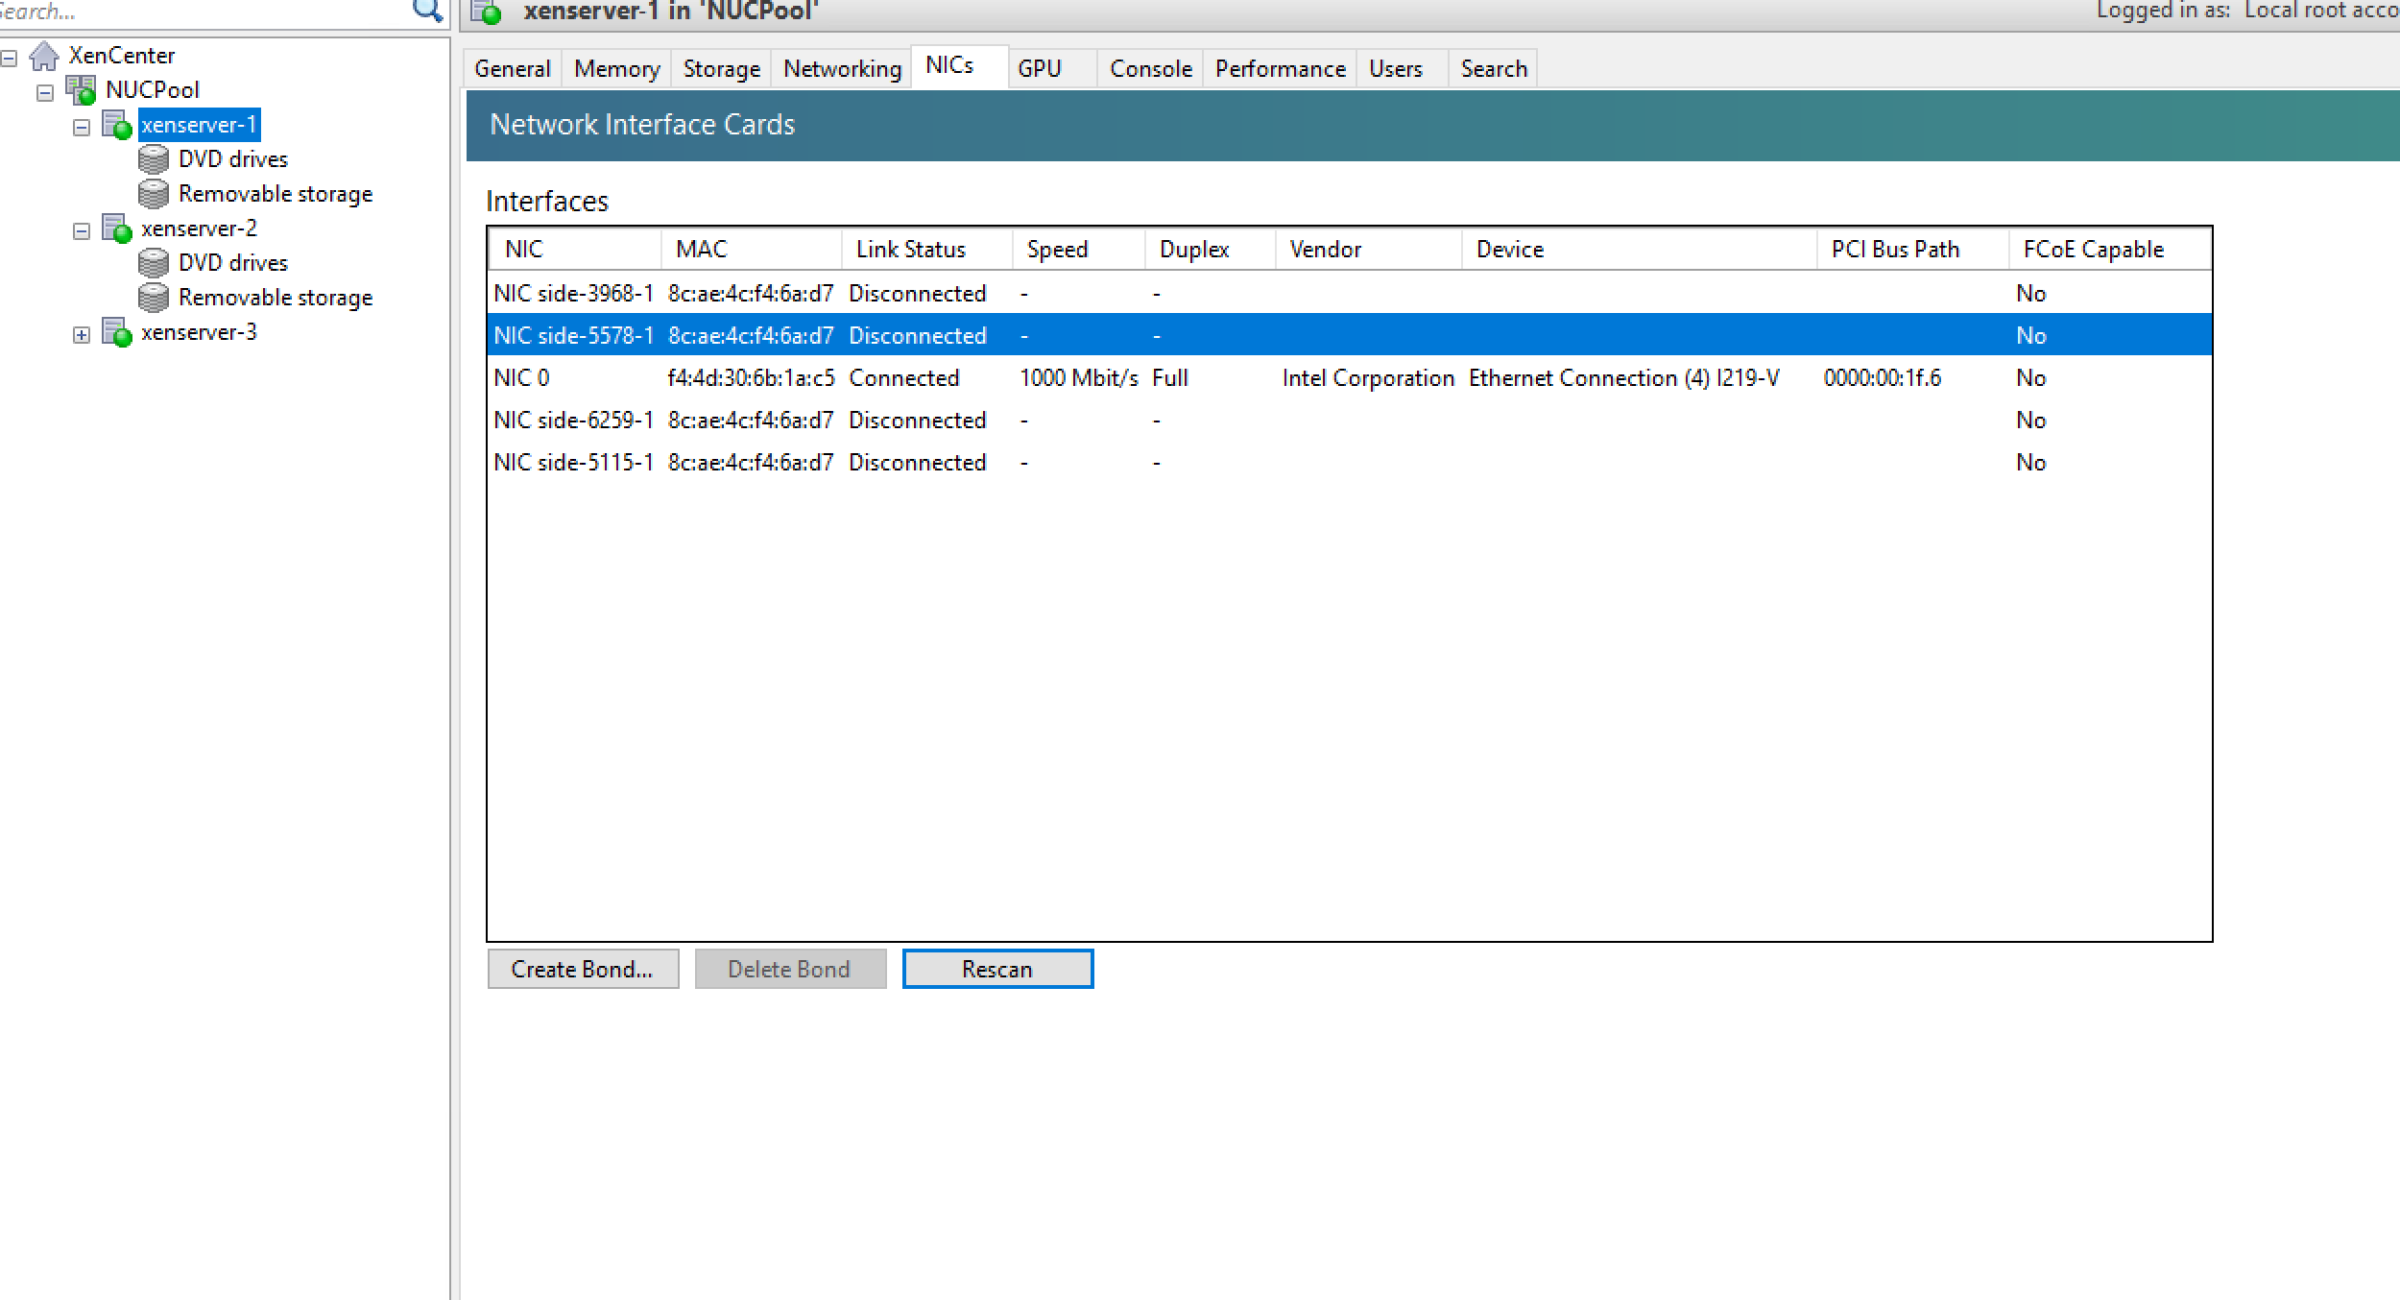 Search...
XenCenter
NUCPool
xenserver-1
DVD drives
Removable storage
xenserver-2
DVD drives
Removable storage
xenserver-3
xenserver-1 in 'NUCPool'
Logged in as: Local root acco
General Memory Storage Networking NICs GPU Console Performance Users Search
Network Interface Cards
Interfaces
NIC MAC Link Status Speed Duplex Vendor Device PCI Bus Path FCoE Capable
NIC side-3968-1 8c:ae:4c:f4:6a:d7 Disconnected - - No
NIC side-5578-1 8c:ae:4c:f4:6a:d7 Disconnected - - No
NIC 0 f4:4d:30:6b:1a:c5 Connected 1000 Mbit/s Full Intel Corporation Ethernet Connection (4) I219-V 0000:00:1f.6 No
NIC side-6259-1 8c:ae:4c:f4:6a:d7 Disconnected - - No
NIC side-5115-1 8c:ae:4c:f4:6a:d7 Disconnected - - No
Create Bond... Delete Bond Rescan